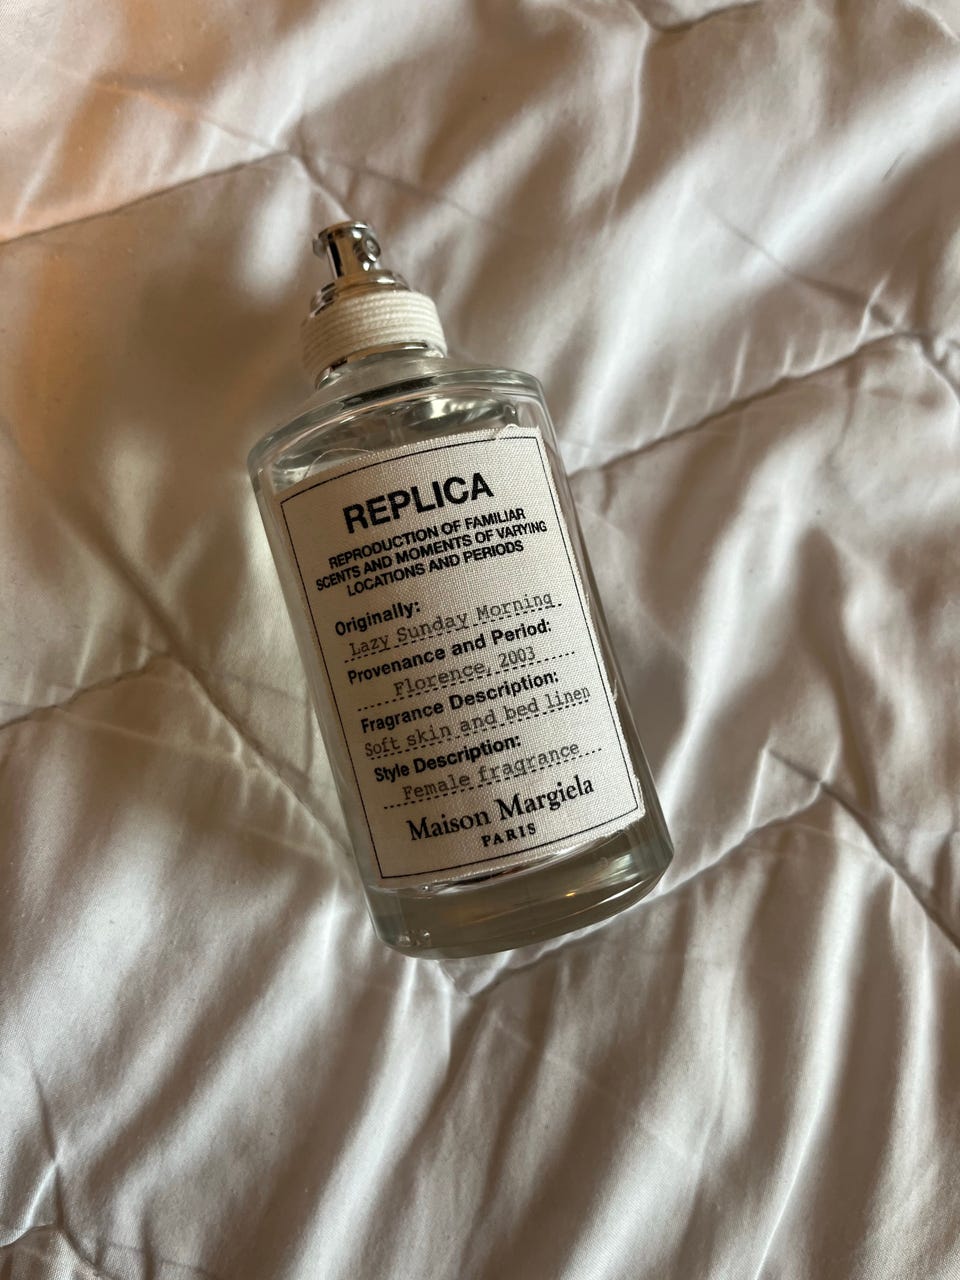 REPLICA
REPRODUCTION OF FAMILIAR
SCENTS AND MOMENTS OF VARYING
LOCATIONS AND PERIODS
Originally:
Lazy Sunday Morning
Provenance and Period:
Florence, 2003
Fragrance Description:
Soft skin and bed linen
Style Description:
Female fragrance
Maison Margiela
PARIS